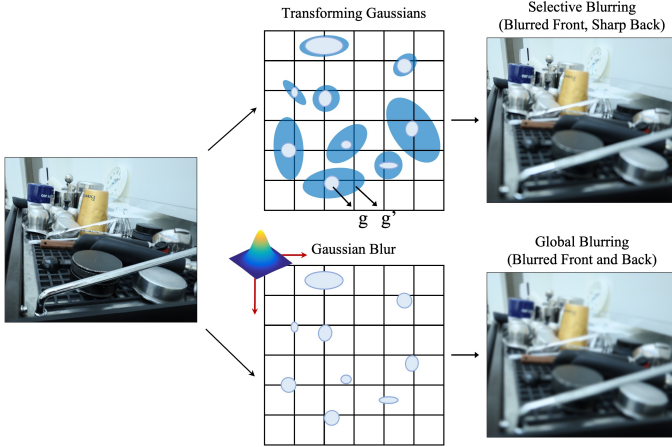 Transforming Gaussians
Selective Blurring
(Blurred Front, Sharp Back)
g g’
Gaussian Blur
Global Blurring
(Blurred Front and Back)